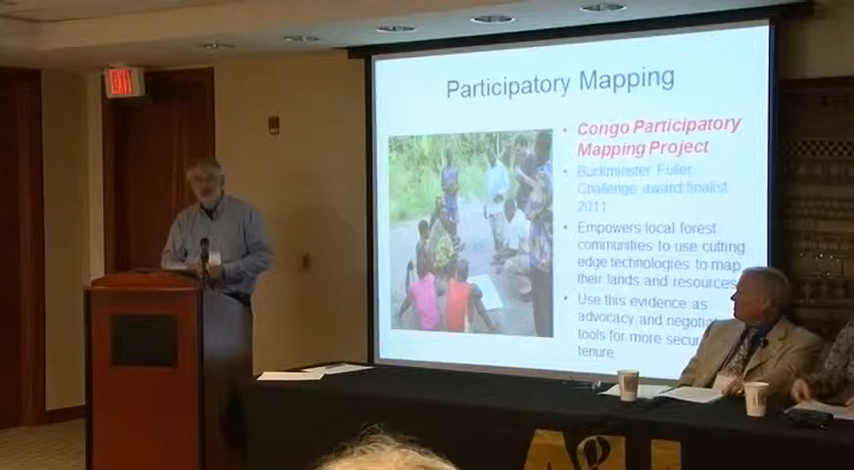 EXIT
Participatory Mapping
• Congo Participatory
Mapping Project
• Buckminster Fuller
Challenge award finalist
2011
• Empowers local forest
communities to use cutting
edge technologies to map
their lands and resources
• Use this evidence as
advocacy and negoti
tools for more secur
tenure
A&